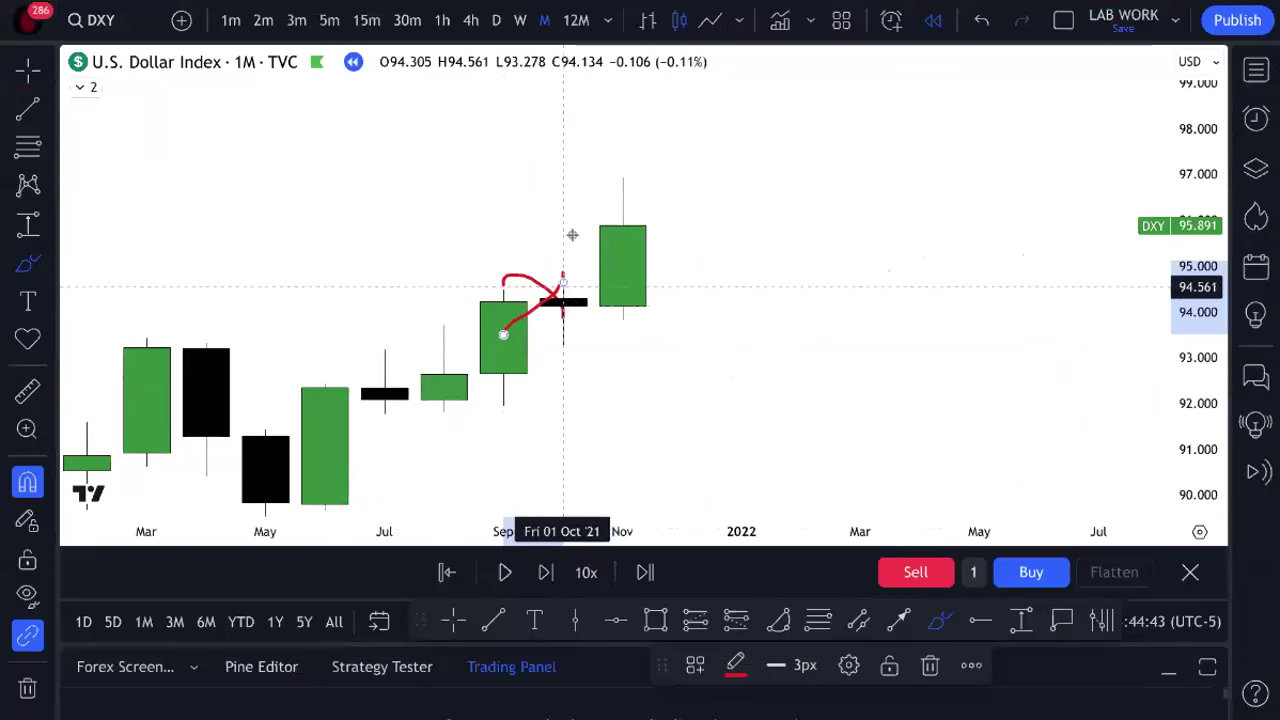 286
DXY
1m 2m 3m 5m 15m 30m 1h 4h D W M 12M
LAB WORK
Save
Publish
U.S. Dollar Index · 1M · TVC
O94.305 H94.561 L93.278 C94.134 −0.106 (−0.11%)
USD
2
99.000
98.000
97.000
DXY 95.891
95.000
94.561
94.000
93.000
92.000
91.000
90.000
Mar May Jul Sep Fri 01 Oct '21 Nov 2022 Mar May Jul
10x
Sell 1 Buy Flatten
1D 5D 1M 3M 6M YTD 1Y 5Y All
:44:43 (UTC-5)
Forex Screen... Pine Editor Strategy Tester Trading Panel
3px